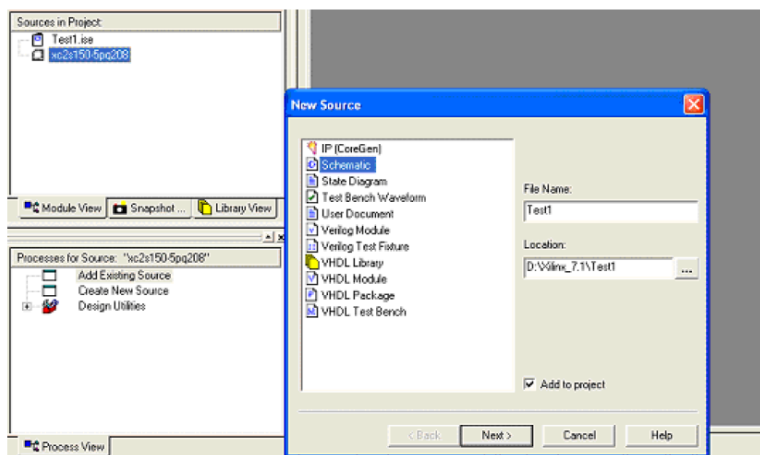 Sources in Project:
Test1.ise
xc2s150-5pq208
Module View
Snapshot ...
Library View
Processes for Source: "xc2s150-5pq208"
Add Existing Source
Create New Source
Design Utilities
Process View
New Source
IP (CoreGen)
Schematic
State Diagram
Test Bench Waveform
User Document
Verilog Module
Verilog Test Fixture
VHDL Library
VHDL Module
VHDL Package
VHDL Test Bench
File Name:
Test1
Location:
D:\Xilinx_7.1\Test1
...
Add to project
< Back
Next >
Cancel
Help